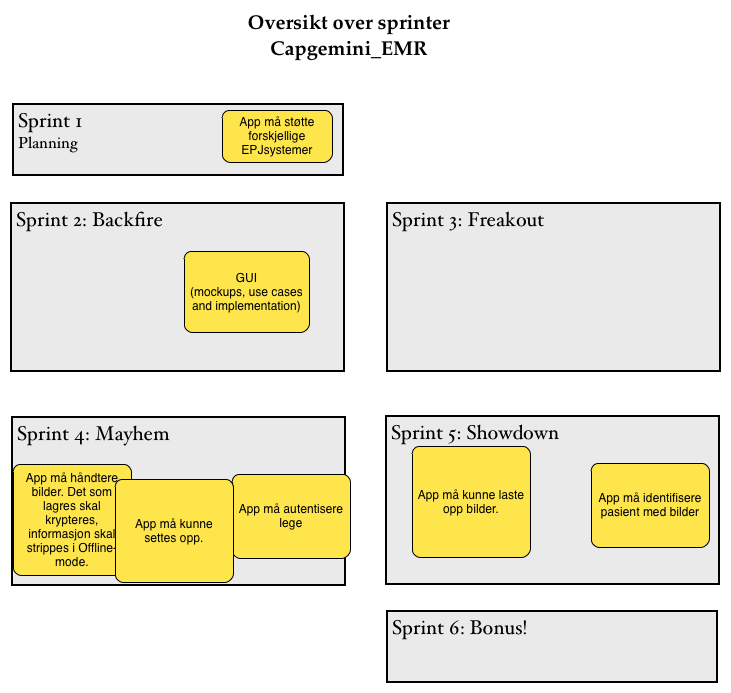 Oversikt over sprinter
Capgemini_EMR
Sprint 1
Planning
App må støtte
forskjellige
EPJsystemer
Sprint 2: Backfire
GUI
(mockups, use cases
and implementation)
Sprint 3: Freakout
Sprint 4: Mayhem
App må håndtere
bilder. Det som
lagres skal
krypteres,
informasjon skal
strippes i Offline-
mode.
App må kunne
settes opp.
App må autentisere
lege
Sprint 5: Showdown
App må kunne laste
opp bilder.
App må identifisere
pasient med bilder
Sprint 6: Bonus!